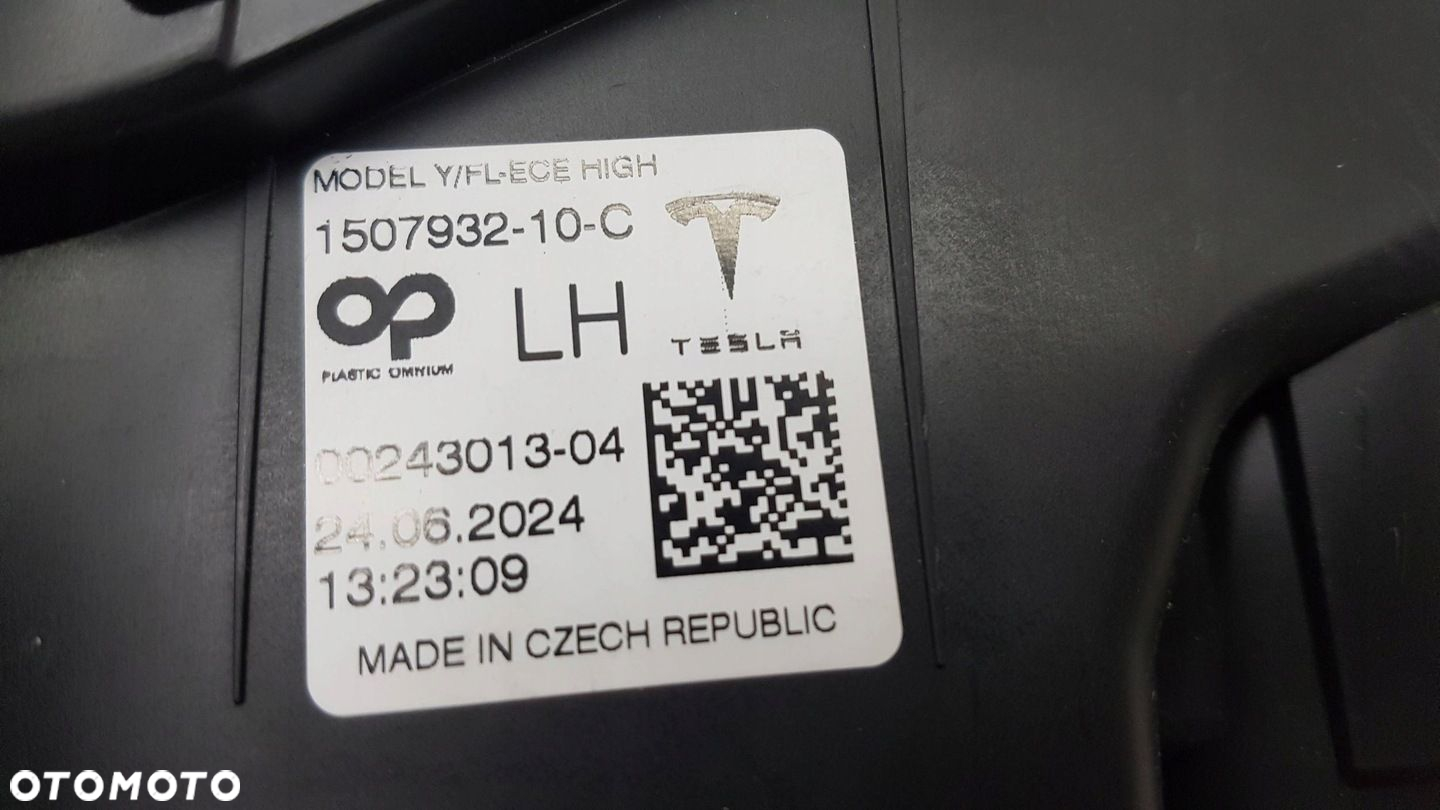 MODEL Y/FL-ECE HIGH
1507932-10-C
OP
PLASTIC OMNIUM
LH
TESLA
00243013-04
24.06.2024
13:23:09
MADE IN CZECH REPUBLIC
OTOMOTO